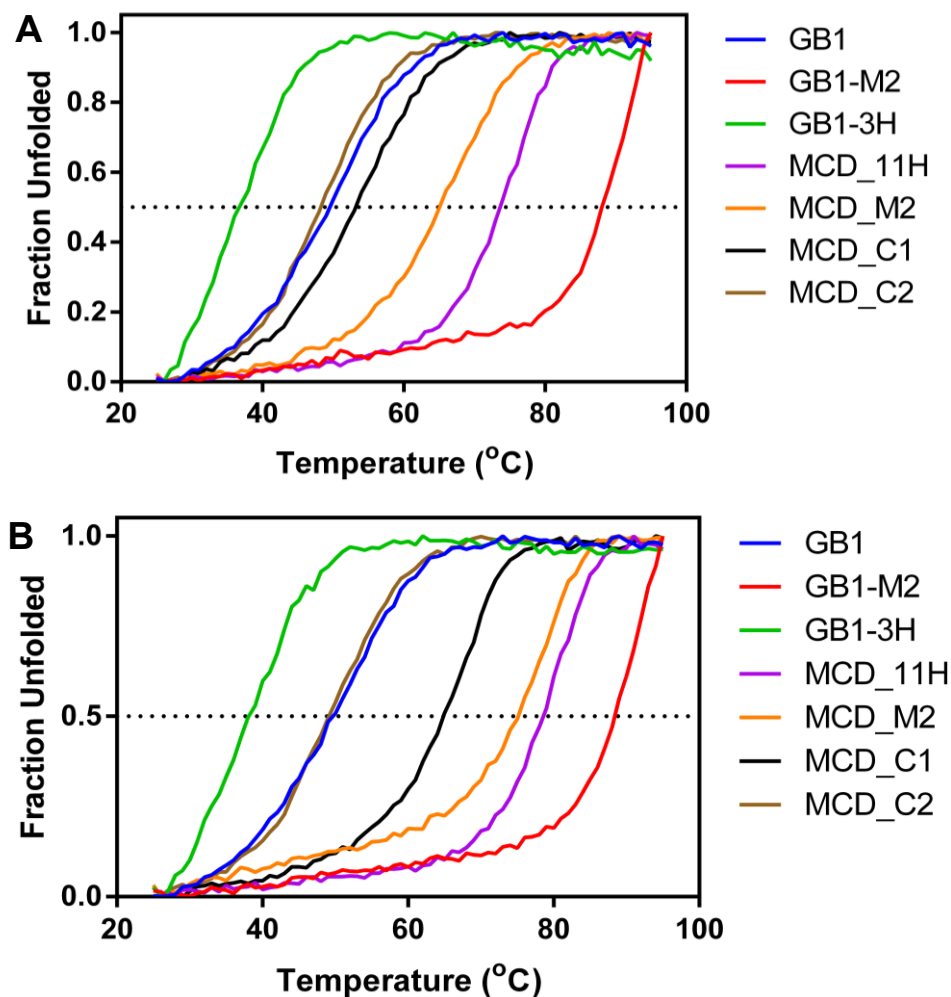 A
Fraction Unfolded
1.0
0.8
0.6
0.4
0.2
0.0
20
40
60
80
100
Temperature (°C)
GB1
GB1-M2
GB1-3H
MCD_11H
MCD_M2
MCD_C1
MCD_C2
B
Fraction Unfolded
1.0
0.5
0.0
20
40
60
80
100
Temperature (°C)
GB1
GB1-M2
GB1-3H
MCD_11H
MCD_M2
MCD_C1
MCD_C2